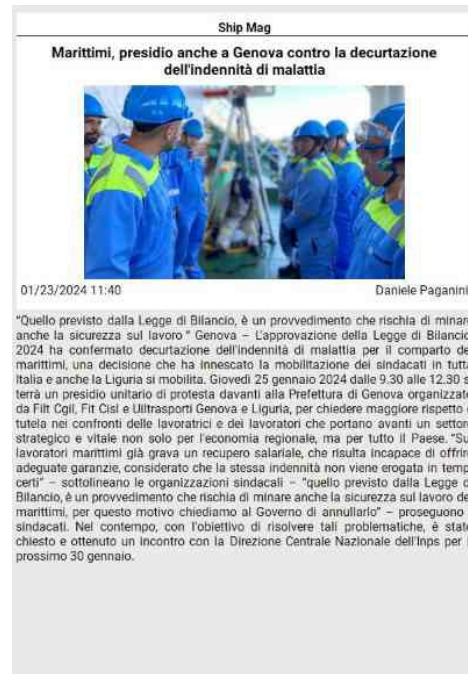 Ship Mag
Marittimi, presidio anche a Genova contro la decurtazione
dell'indennità di malattia
01/23/2024 11:40
Daniele Paganini
"Quello previsto dalla Legge di Bilancio, è un provvedimento che rischia di minare
anche la sicurezza sul lavoro " Genova – L'approvazione della Legge di Bilancio
2024 ha confermato decurtazione dell'indennità di malattia per il comparto de
marittimi, una decisione che ha innescato la mobilitazione dei sindacati in tutta
Italia e anche la Liguria si mobilita. Giovedì 25 gennaio 2024 dalle 9.30 alle 12.30 s
terrà un presidio unitario di protesta davanti alla Prefettura di Genova organizzato
da Filt Cgil, Fit Cisl e Uiltrasporti Genova e Liguria, per chiedere maggiore rispetto e
tutela nei confronti delle lavoratrici e dei lavoratori che portano avanti un settore
strategico e vitale non solo per l'economia regionale, ma per tutto il Paese. "Su
lavoratori marittimi già grava un recupero salariale, che risulta incapace di offrire
adeguate garanzie, considerato che la stessa indennità non viene erogata in temp
certi" – sottolineano le organizzazioni sindacali – "quello previsto dalla Legge d
Bilancio, è un provvedimento che rischia di minare anche la sicurezza sul lavoro de
marittimi, per questo motivo chiediamo al Governo di annullarlo" – proseguono
sindacati. Nel contempo, con l'obiettivo di risolvere tali problematiche, è stato
chiesto e ottenuto un incontro con la Direzione Centrale Nazionale dell'Inps per
prossimo 30 gennaio.